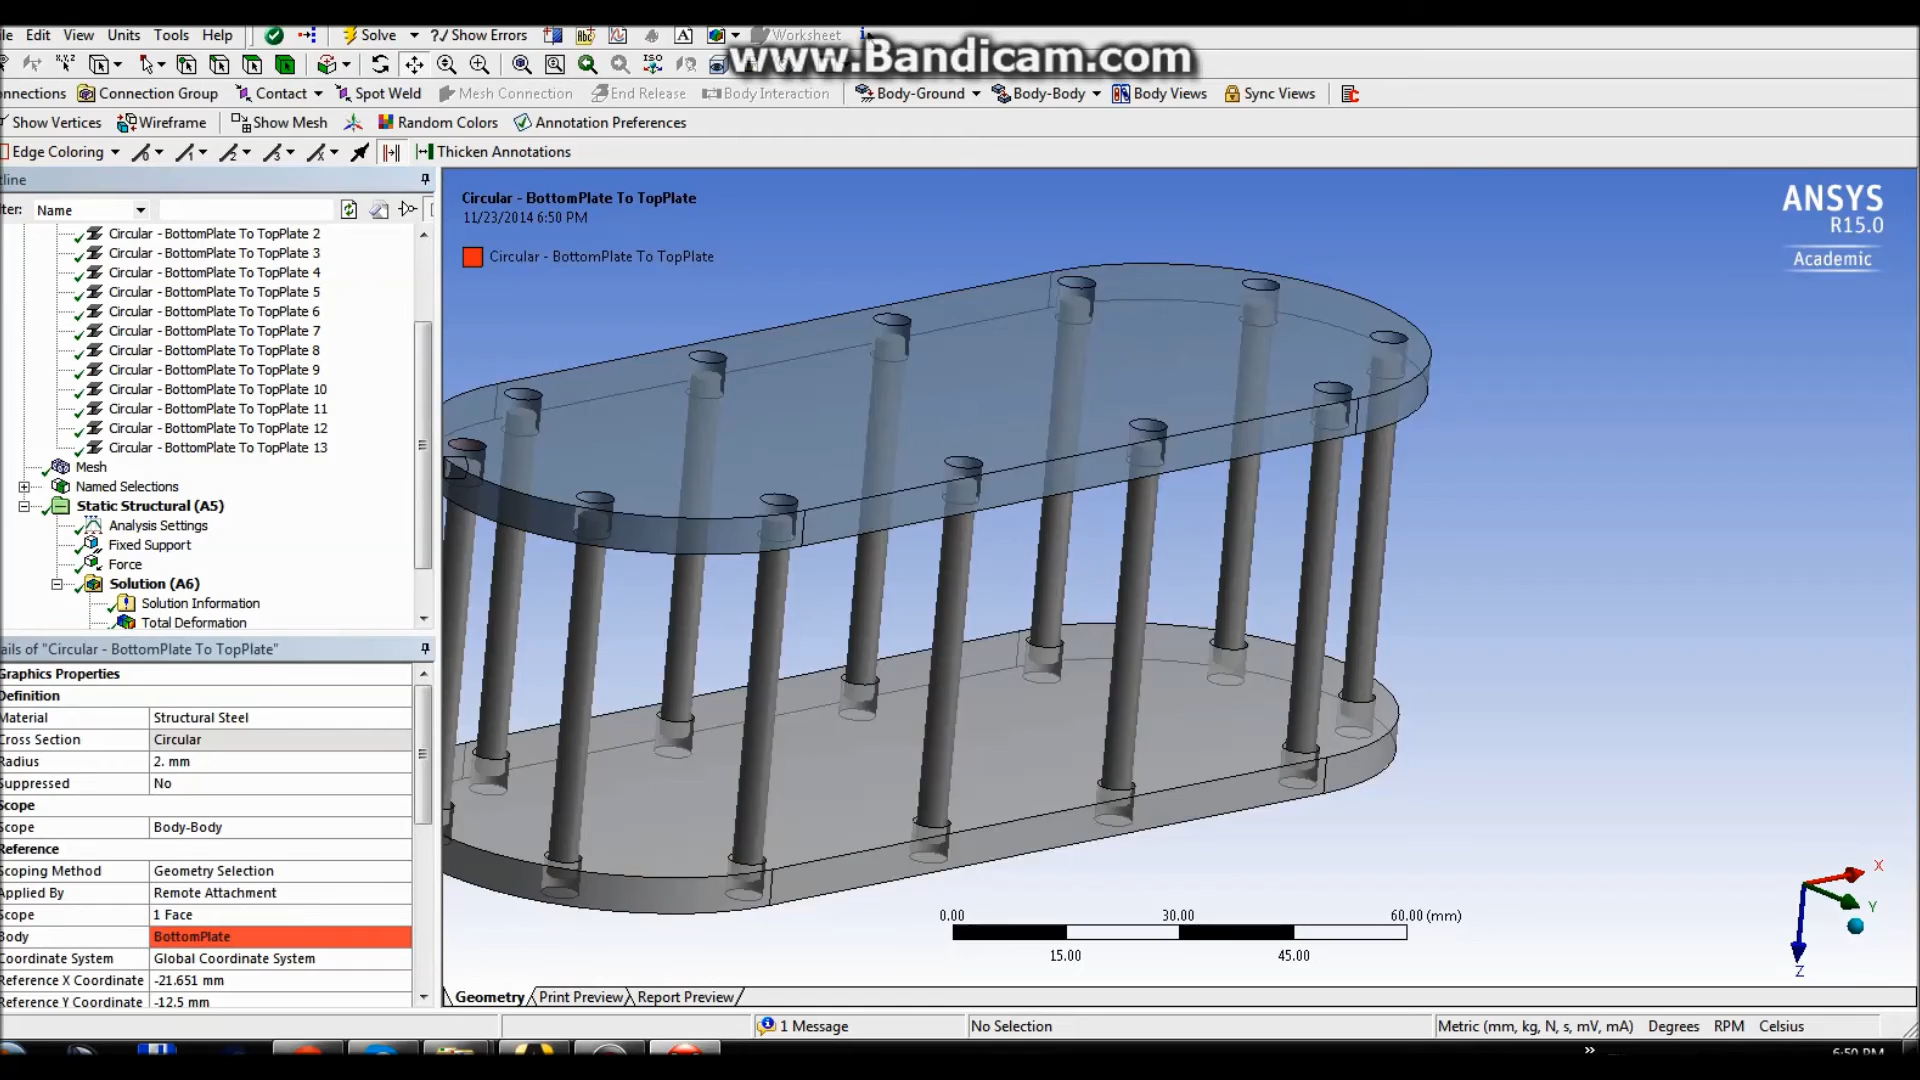 Edit View Units Tools Help Solve ?/ Show Errors Worksheet
www.Bandicam.com
ISO
Connection Group Contact Spot Weld Mesh Connection End Release Body Interaction Body-Ground Body-Body Body Views Sync Views
Show Vertices Wireframe Show Mesh Random Colors Annotation Preferences
Edge Coloring Thicken Annotations
Name
Circular - BottomPlate To TopPlate 2
Circular - BottomPlate To TopPlate 3
Circular - BottomPlate To TopPlate 4
Circular - BottomPlate To TopPlate 5
Circular - BottomPlate To TopPlate 6
Circular - BottomPlate To TopPlate 7
Circular - BottomPlate To TopPlate 8
Circular - BottomPlate To TopPlate 9
Circular - BottomPlate To TopPlate 10
Circular - BottomPlate To TopPlate 11
Circular - BottomPlate To TopPlate 12
Circular - BottomPlate To TopPlate 13
Mesh
Named Selections
Static Structural (A5)
Analysis Settings
Fixed Support
Force
Solution (A6)
Solution Information
Total Deformation
ails of "Circular - BottomPlate To TopPlate"
Graphics Properties
Definition
Material Structural Steel
Cross Section Circular
Radius 2. mm
Suppressed No
Scope
Scope Body-Body
Reference
Scoping Method Geometry Selection
Applied By Remote Attachment
Scope 1 Face
Body BottomPlate
Coordinate System Global Coordinate System
Reference X Coordinate -21.651 mm
Reference Y Coordinate -12.5 mm
Circular - BottomPlate To TopPlate
11/23/2014 6:50 PM
Circular - BottomPlate To TopPlate
ANSYS
R15.0
Academic
0.00 30.00 60.00 (mm)
15.00 45.00
X
Y
Z
Geometry Print Preview Report Preview
1 Message No Selection Metric (mm, kg, N, s, mV, mA) Degrees RPM Celsius
6:50 PM